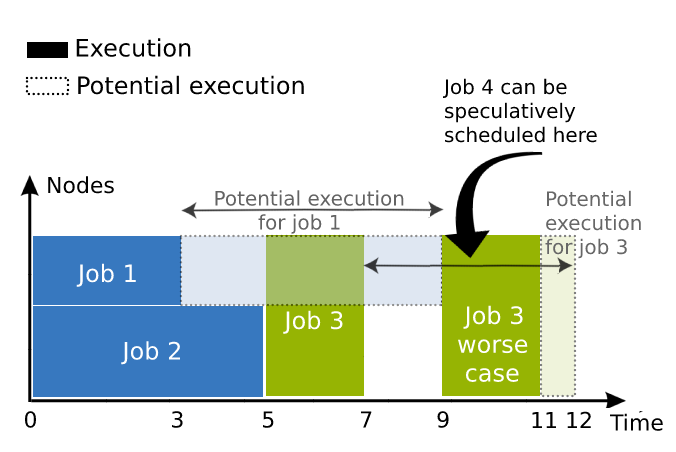 Execution
Potential execution
Job 4 can be
speculatively
scheduled here
Nodes
Potential execution
for job 1
Potential
execution
for job 3
Job 1
Job 2
Job 3
Job 3
worse
case
0 3 5 7 9 11 12 Time